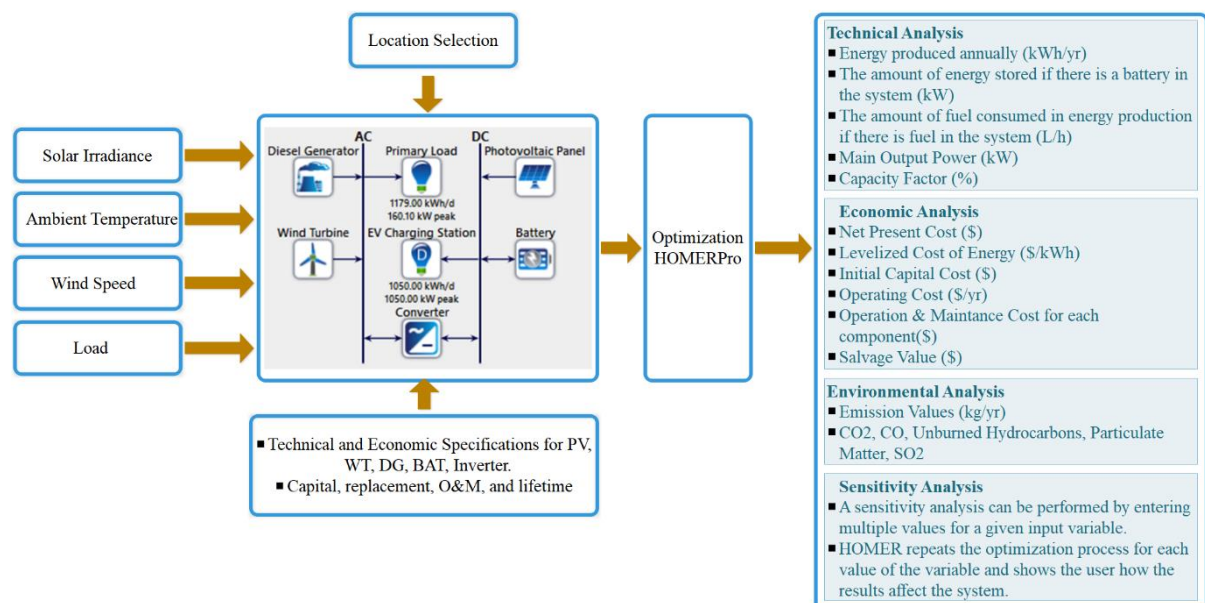 Location Selection
Solar Irradiance
Ambient Temperature
Wind Speed
Load
AC
DC
Diesel Generator
Primary Load
Photovoltaic Panel
1179.00 kWh/d
160.10 kW peak
Wind Turbine
EV Charging Station
Battery
D
1050.00 kWh/d
1050.00 kW peak
Converter
■ Technical and Economic Specifications for PV,
WT, DG, BAT, Inverter.
■ Capital, replacement, O&M, and lifetime
Optimization
HOMERPro
Technical Analysis
■ Energy produced annually (kWh/yr)
■ The amount of energy stored if there is a battery in
the system (kW)
■ The amount of fuel consumed in energy production
if there is fuel in the system (L/h)
■ Main Output Power (kW)
■ Capacity Factor (%)
Economic Analysis
■ Net Present Cost ($)
■ Levelized Cost of Energy ($/kWh)
■ Initial Capital Cost ($)
■ Operating Cost ($/yr)
■ Operation & Maintance Cost for each
component($)
■ Salvage Value ($)
Environmental Analysis
■ Emission Values (kg/yr)
■ CO2, CO, Unburned Hydrocarbons, Particulate
Matter, SO2
Sensitivity Analysis
■ A sensitivity analysis can be performed by entering
multiple values for a given input variable.
■ HOMER repeats the optimization process for each
value of the variable and shows the user how the
results affect the system.